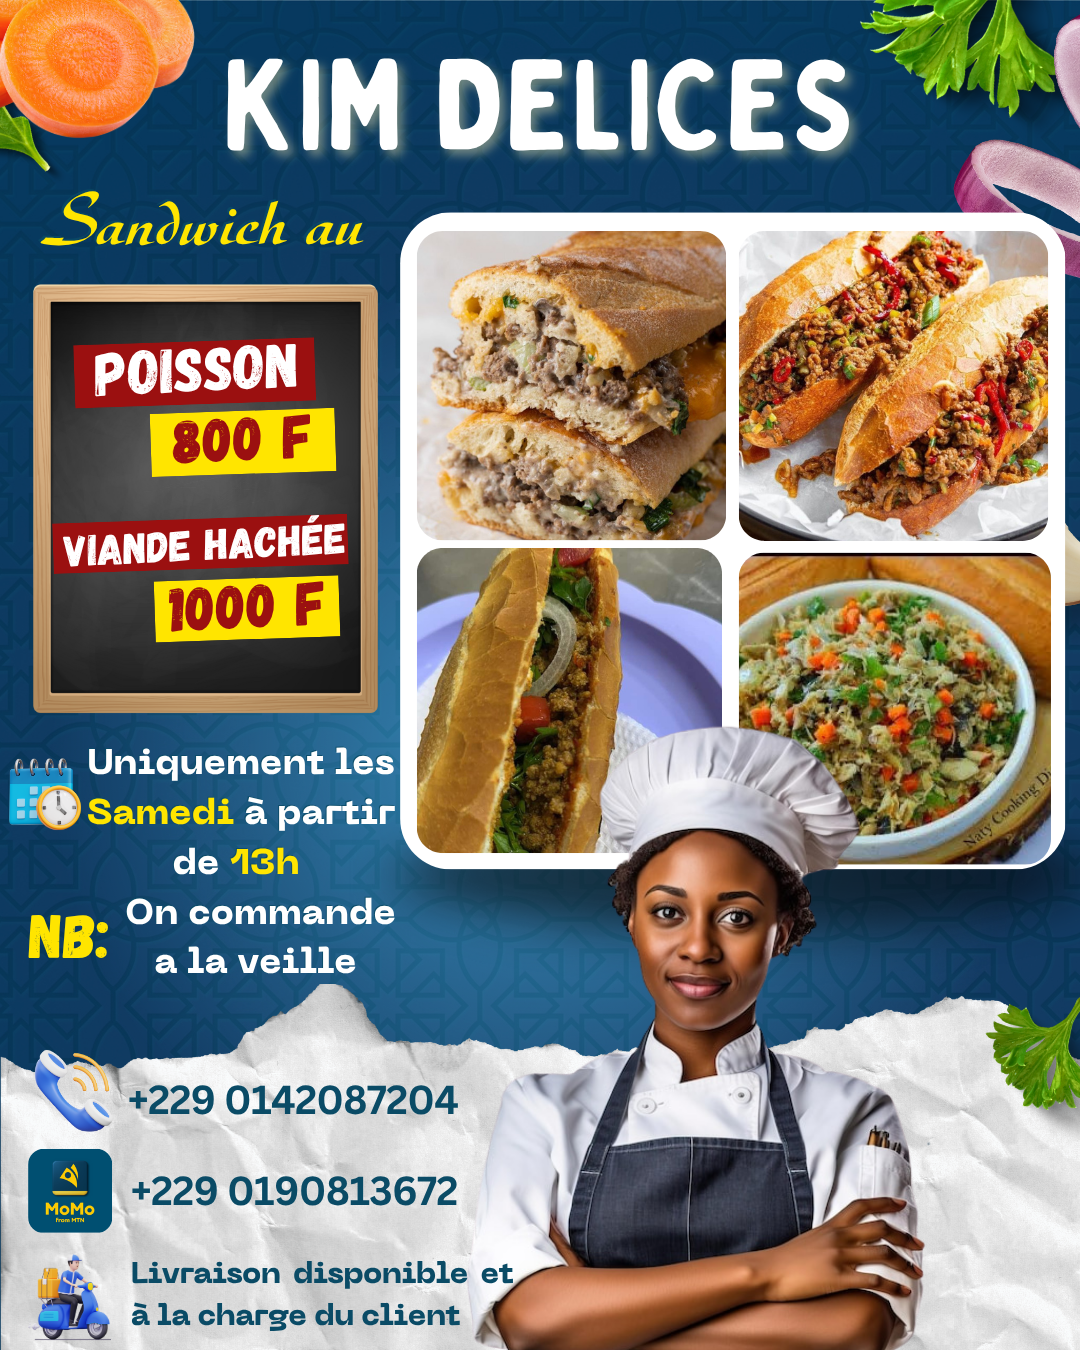 KIM DELICES
Sandwich au
POISSON
800 F
VIANDE HACHÉE
1000 F
Uniquement les
Samedi à partir
de 13h
NB: On commande
a la veille
+229 0142087204
MoMo
from MTN
+229 0190813672
Livraison disponible et
à la charge du client
Naty Cooking